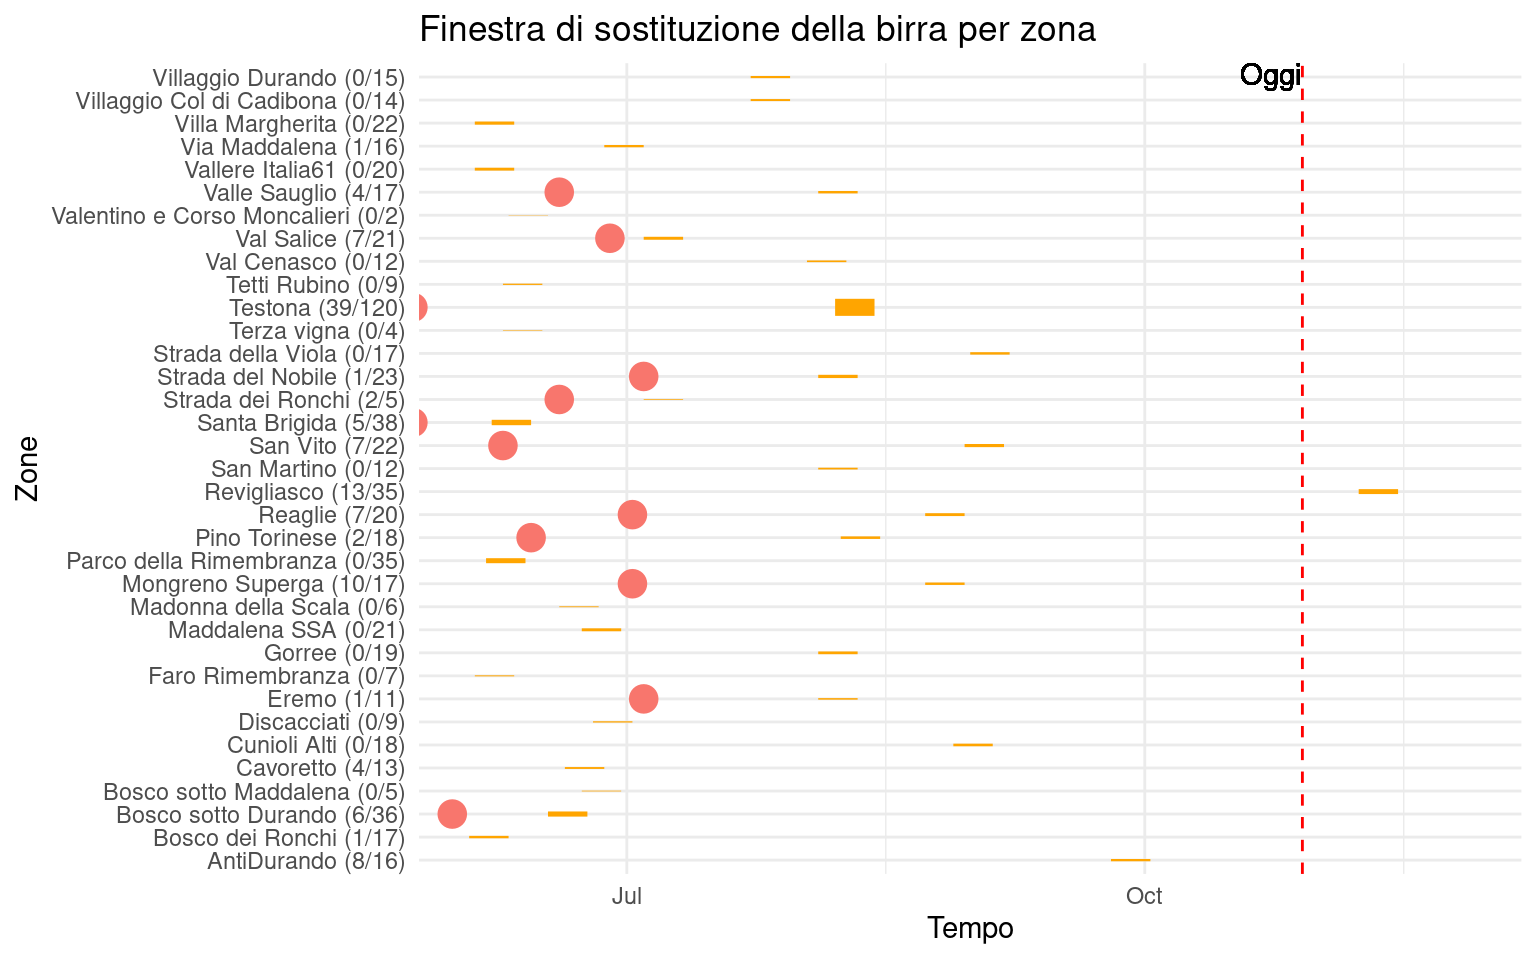 Finestra di sostituzione della birra per zona
Oggi
Villaggio Durando (0/15)
Villaggio Col di Cadibona (0/14)
Villa Margherita (0/22)
Via Maddalena (1/16)
Vallere Italia61 (0/20)
Valle Sauglio (4/17)
Valentino e Corso Moncalieri (0/2)
Val Salice (7/21)
Val Cenasco (0/12)
Tetti Rubino (0/9)
Testona (39/120)
Terza vigna (0/4)
Strada della Viola (0/17)
Strada del Nobile (1/23)
Strada dei Ronchi (2/5)
Santa Brigida (5/38)
San Vito (7/22)
San Martino (0/12)
Revigliasco (13/35)
Reaglie (7/20)
Pino Torinese (2/18)
Parco della Rimembranza (0/35)
Mongreno Superga (10/17)
Madonna della Scala (0/6)
Maddalena SSA (0/21)
Gorree (0/19)
Faro Rimembranza (0/7)
Eremo (1/11)
Discacciati (0/9)
Cunioli Alti (0/18)
Cavoretto (4/13)
Bosco sotto Maddalena (0/5)
Bosco sotto Durando (6/36)
Bosco dei Ronchi (1/17)
AntiDurando (8/16)
Zone
Jul
Oct
Tempo